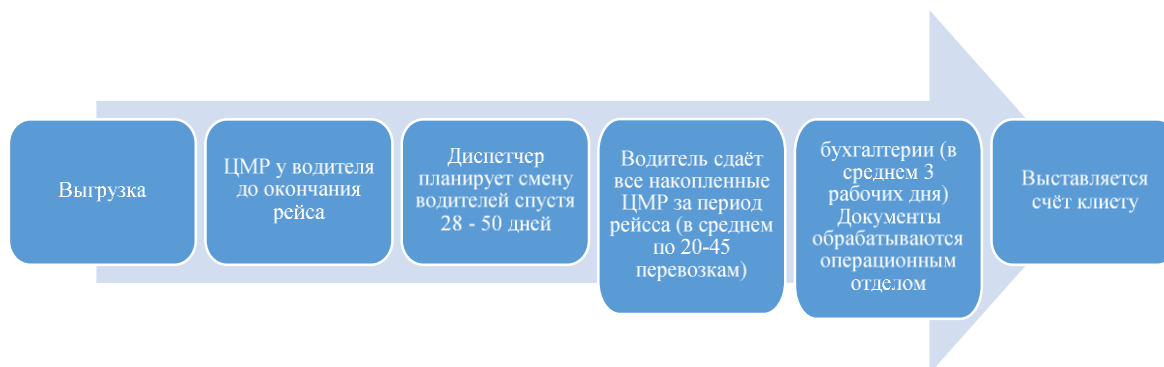 Выгрузка
ЦМР у водителя
до окончания
рейса
Диспетчер
планирует смену
водителей спустя
28 - 50 дней
Водитель сдаёт
все накопленные
ЦМР за период
рейсса (в среднем
по 20-45
перевозкам)
бухгалтерии (в
среднем 3
рабочих дня)
Документы
обрабатываются
операционным
отделом
Выставляется
счёт клиету